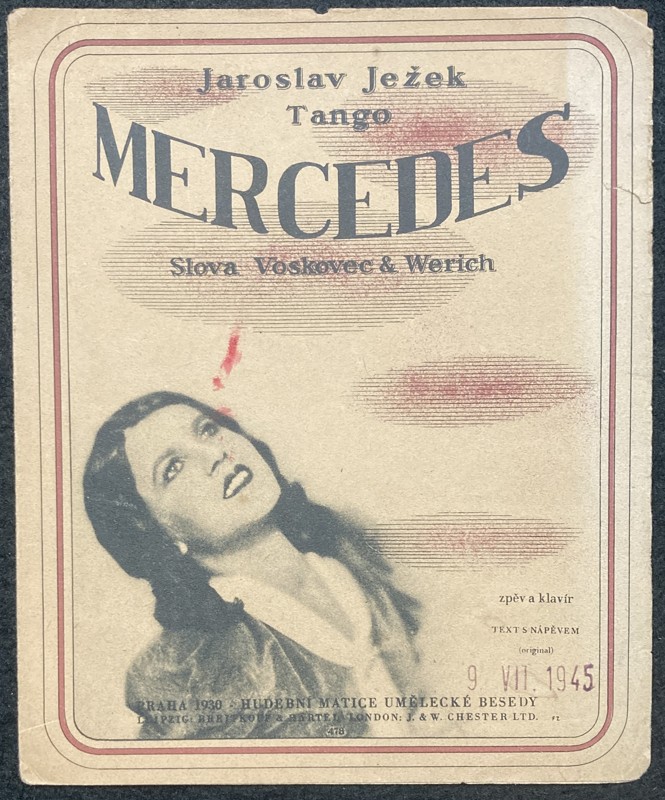 Jaroslav Ježek
Tango
MERCEDES
Slova Voskovec & Werich
zpěv a klavír
TEXT S NÁPĚVEM
(original)
9 VII. 1945
PRAHA 1930 - HUDEBNÍ MATICE UMĚLECKÉ BESEDY
LEIPZIG: BREITKOPF & HÄRTEL, LONDON: J. & W. CHESTER LTD.
478